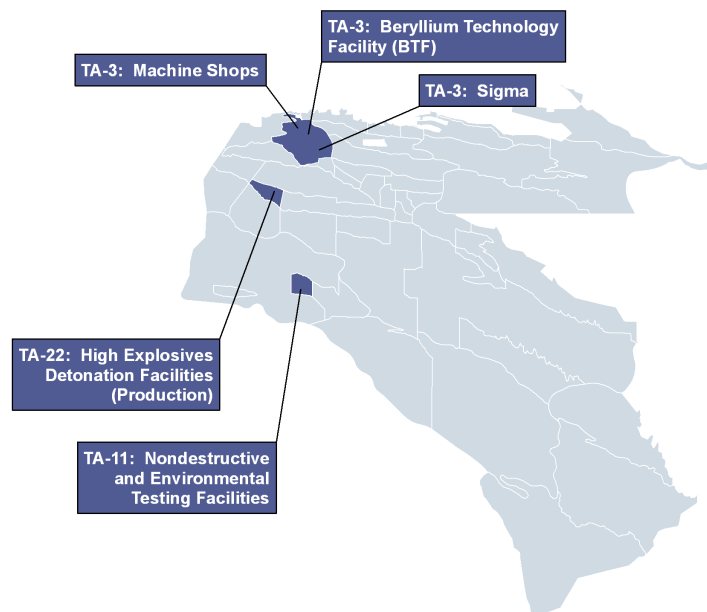 TA-3: Beryllium Technology
Facility (BTF)
TA-3: Machine Shops
TA-3: Sigma
TA-22: High Explosives
Detonation Facilities
(Production)
TA-11: Nondestructive
and Environmental
Testing Facilities